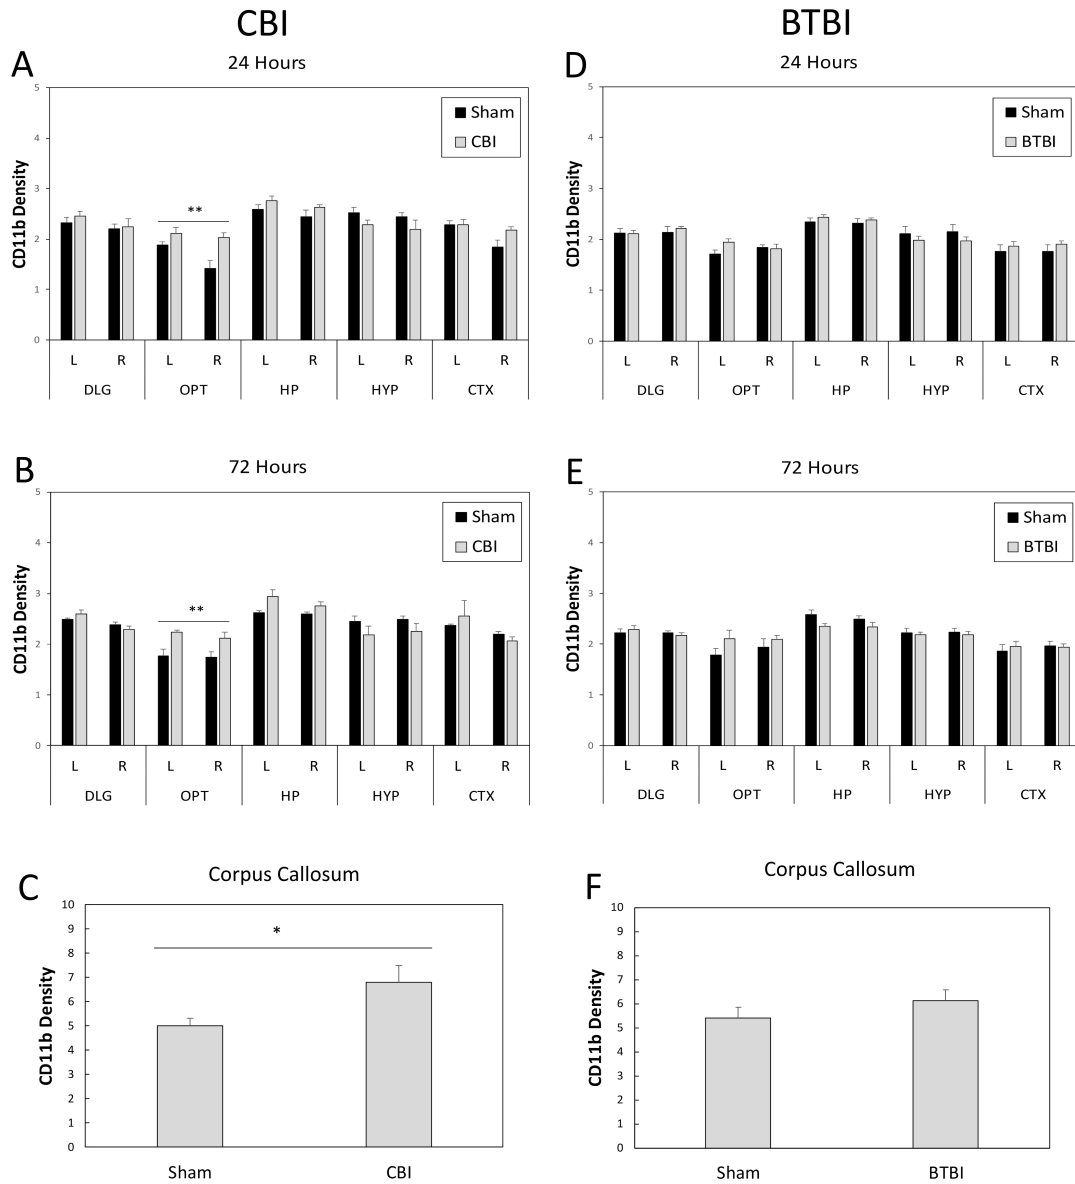 CBI
BTBI
A
24 Hours
CD11b Density
5
4
3
2
1
0
Sham
CBI
**
L R L R L R L R L R
DLG OPT HP HYP CTX
D
24 Hours
CD11b Density
5
4
3
2
1
0
Sham
BTBI
L R L R L R L R L R
DLG OPT HP HYP CTX
B
72 Hours
CD11b Density
5
4
3
2
1
0
Sham
CBI
**
L R L R L R L R L R
DLG OPT HP HYP CTX
E
72 Hours
CD11b Density
5
4
3
2
1
0
Sham
BTBI
L R L R L R L R L R
DLG OPT HP HYP CTX
C
Corpus Callosum
CD11b Density
10
9
8
7
6
5
4
3
2
1
0
*
Sham CBI
F
Corpus Callosum
CD11b Density
10
9
8
7
6
5
4
3
2
1
0
Sham BTBI